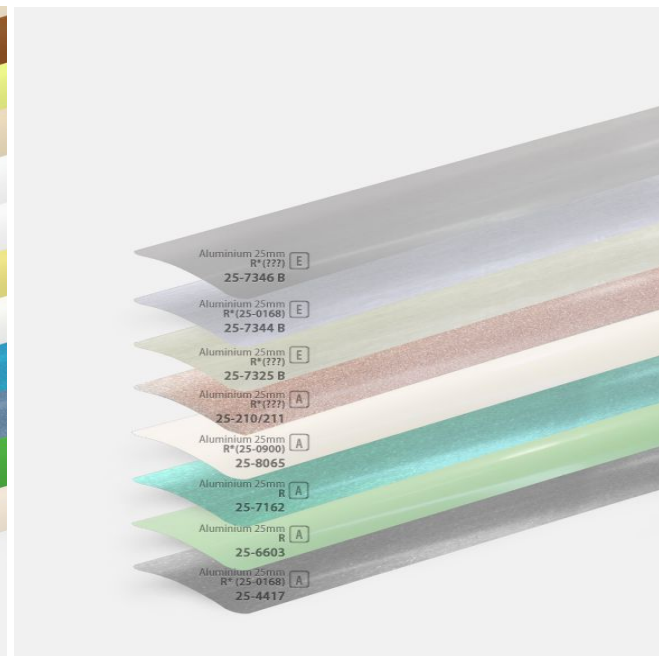 Aluminium 25mm
R*(???) E
25-7346 B
Aluminium 25mm
R*(25-0168) E
25-7344 B
Aluminium 25mm
R*(???) E
25-7325 B
Aluminium 25mm
R*(???) A
25-210/211
Aluminium 25mm
R*(25-0900) A
25-8065
Aluminium 25mm
R A
25-7162
Aluminium 25mm
R A
25-6603
Aluminium 25mm
R* (25-0168) A
25-4417